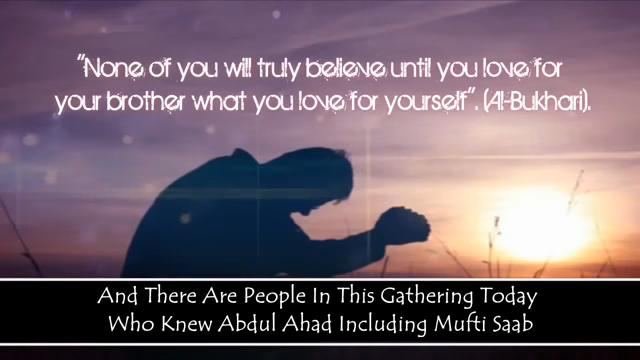 "None of you will truly believe until you love for
your brother what you love for yourself". (Al-Bukhari).
And There Are People In This Gathering Today
Who Knew Abdul Ahad Including Mufti Saab